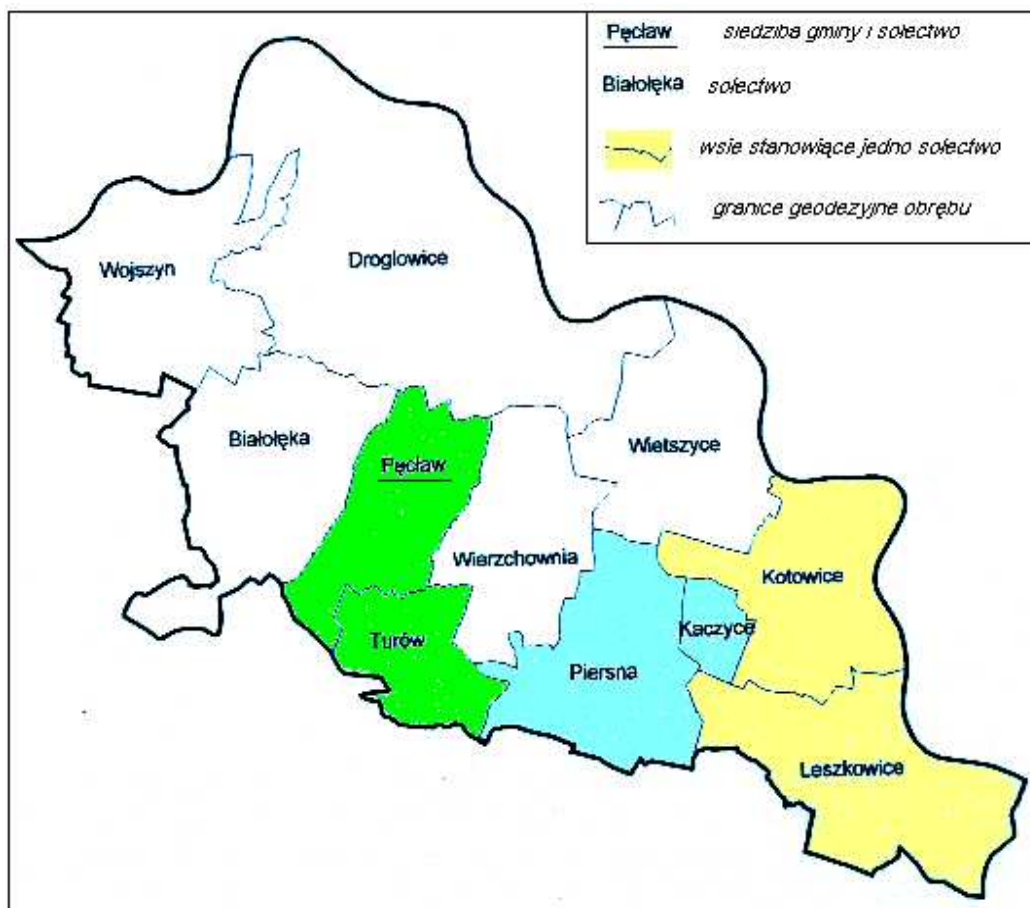 Pęcław siedziba gminy i sołectwo
Białołęka sołectwo
wsie stanowiące jedno sołectwo
granice geodezyjne obrębu
Wojszyn
Droglowice
Białołęka
Pęcław
Wietszyce
Wierzchownia
Kotowice
Turów
Kaczyce
Piersna
Leszkowice